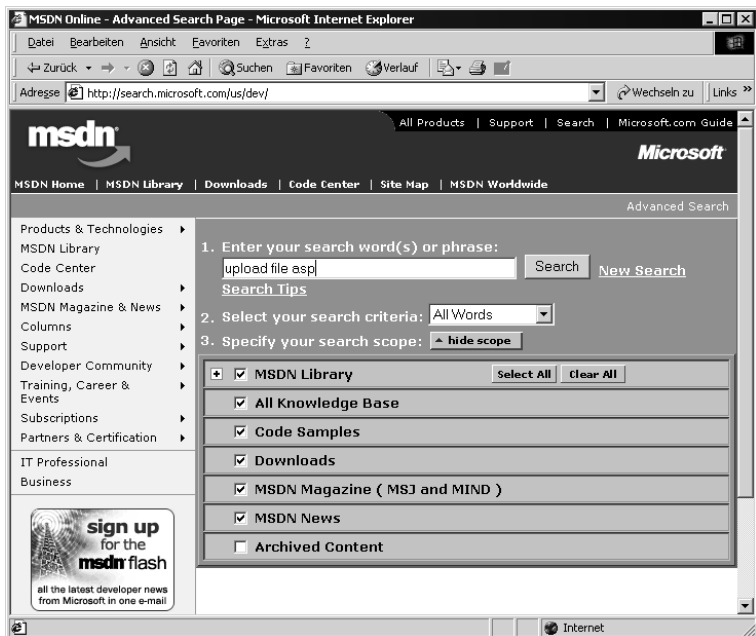 MSDN Online - Advanced Search Page - Microsoft Internet Explorer
Datei Bearbeiten Ansicht Favoriten Extras ?
Zurück Suchen Favoriten Verlauf
Adresse http://search.microsoft.com/us/dev/ Wechseln zu Links »
All Products | Support | Search | Microsoft.com Guide
msdn
Microsoft
MSDN Home | MSDN Library | Downloads | Code Center | Site Map | MSDN Worldwide
Advanced Search
Products & Technologies
MSDN Library
Code Center
Downloads
MSDN Magazine & News
Columns
Support
Developer Community
Training, Career &
Events
Subscriptions
Partners & Certification
IT Professional
Business
sign up
for the
msdn flash
all the latest developer news
from Microsoft in one e-mail
1. Enter your search word(s) or phrase:
upload file asp Search New Search
Search Tips
2. Select your search criteria: All Words
3. Specify your search scope: hide scope
MSDN Library Select All Clear All
All Knowledge Base
Code Samples
Downloads
MSDN Magazine ( MSJ and MIND )
MSDN News
Archived Content
Internet